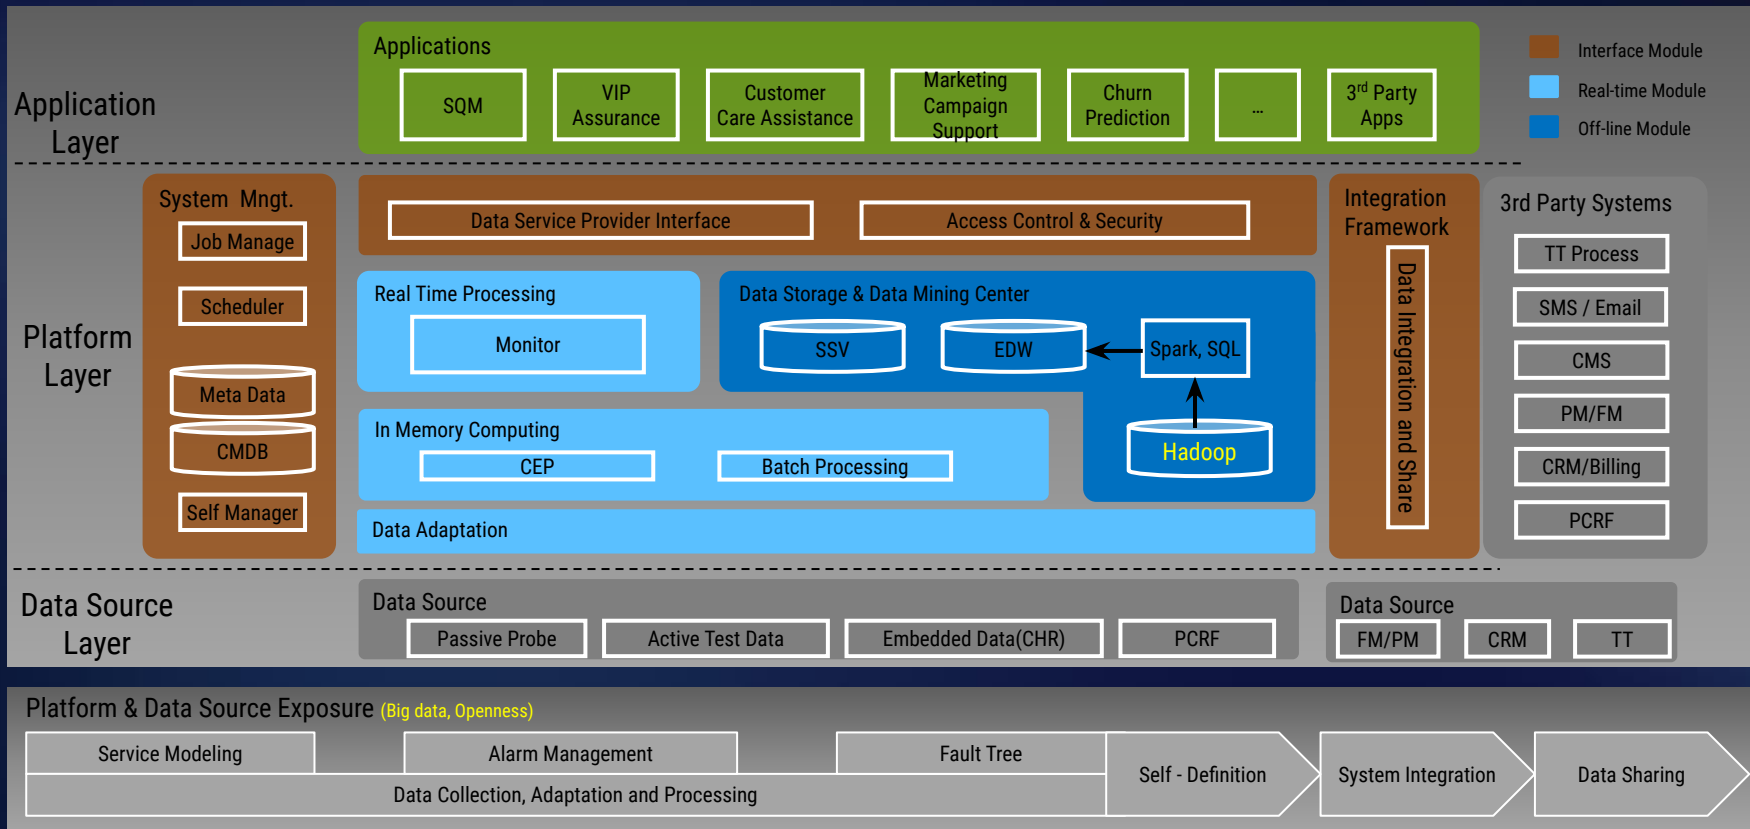 Applications
SQM
VIP
Assurance
Customer
Care Assistance
Marketing
Campaign
Support
Churn
Prediction
...
3rd Party
Apps
Interface Module
Real-time Module
Off-line Module
Application
Layer
System Mngt.
Job Manage
Scheduler
Meta Data
CMDB
Self Manager
Platform
Layer
Data Service Provider Interface
Access Control & Security
Real Time Processing
Monitor
Data Storage & Data Mining Center
SSV
EDW
Spark, SQL
Hadoop
In Memory Computing
CEP
Batch Processing
Data Adaptation
Integration
Framework
Data Integration and Share
3rd Party Systems
TT Process
SMS / Email
CMS
PM/FM
CRM/Billing
PCRF
Data Source
Layer
Data Source
Passive Probe
Active Test Data
Embedded Data(CHR)
PCRF
Data Source
FM/PM
CRM
TT
Platform & Data Source Exposure (Big data, Openness)
Service Modeling
Alarm Management
Fault Tree
Data Collection, Adaptation and Processing
Self - Definition
System Integration
Data Sharing